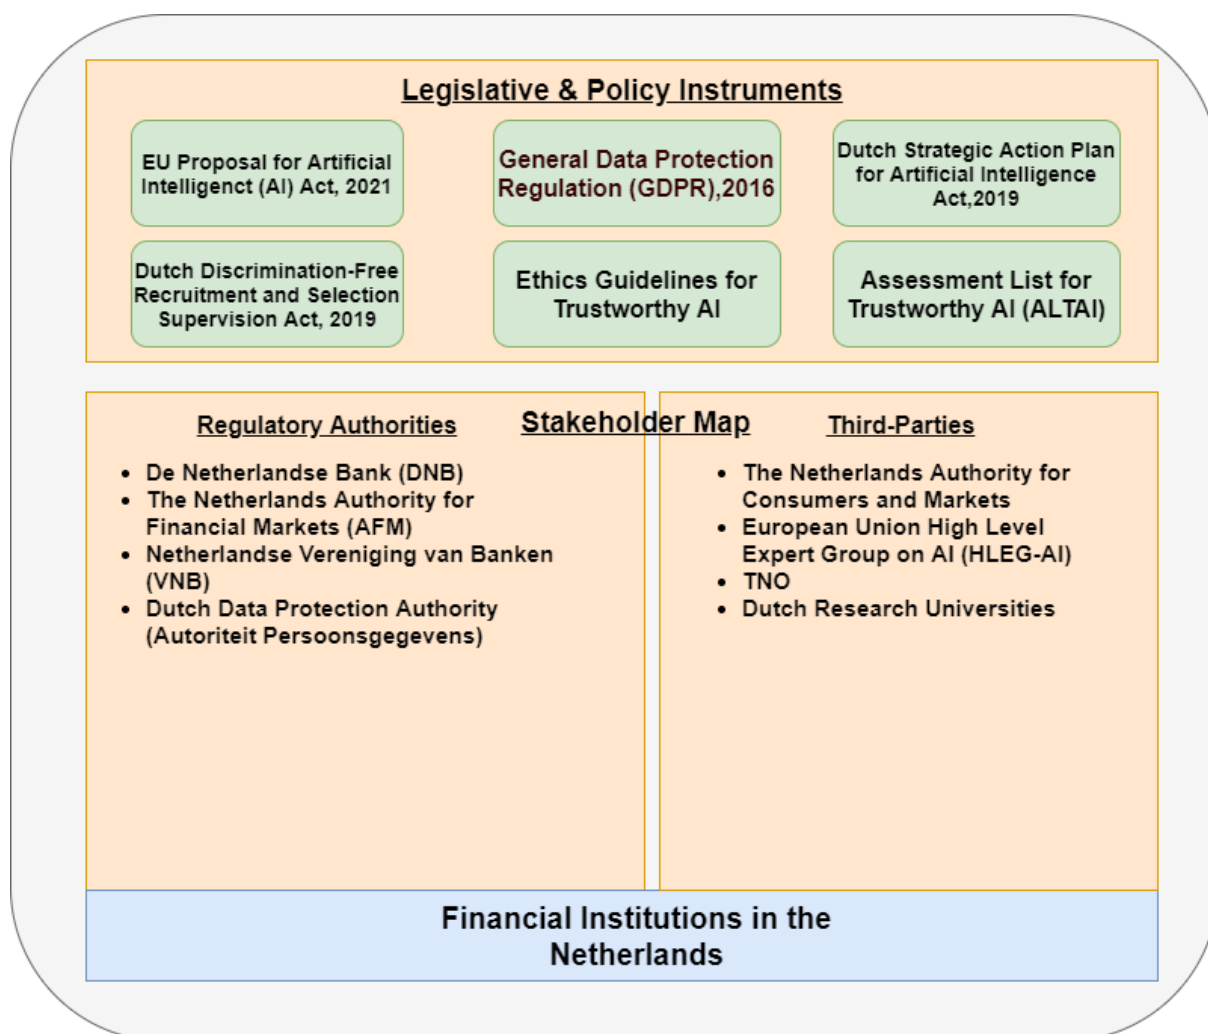 Legislative & Policy Instruments
EU Proposal for Artificial
Intelligenct (AI) Act, 2021
General Data Protection
Regulation (GDPR),2016
Dutch Strategic Action Plan
for Artificial Intelligence
Act,2019
Dutch Discrimination-Free
Recruitment and Selection
Supervision Act, 2019
Ethics Guidelines for
Trustworthy AI
Assessment List for
Trustworthy AI (ALTAI)
Stakeholder Map
Regulatory Authorities
• De Netherlandse Bank (DNB)
• The Netherlands Authority for
Financial Markets (AFM)
• Netherlandse Vereniging van Banken
(VNB)
• Dutch Data Protection Authority
(Autoriteit Persoonsgegevens)
Third-Parties
• The Netherlands Authority for
Consumers and Markets
• European Union High Level
Expert Group on AI (HLEG-AI)
• TNO
• Dutch Research Universities
Financial Institutions in the
Netherlands